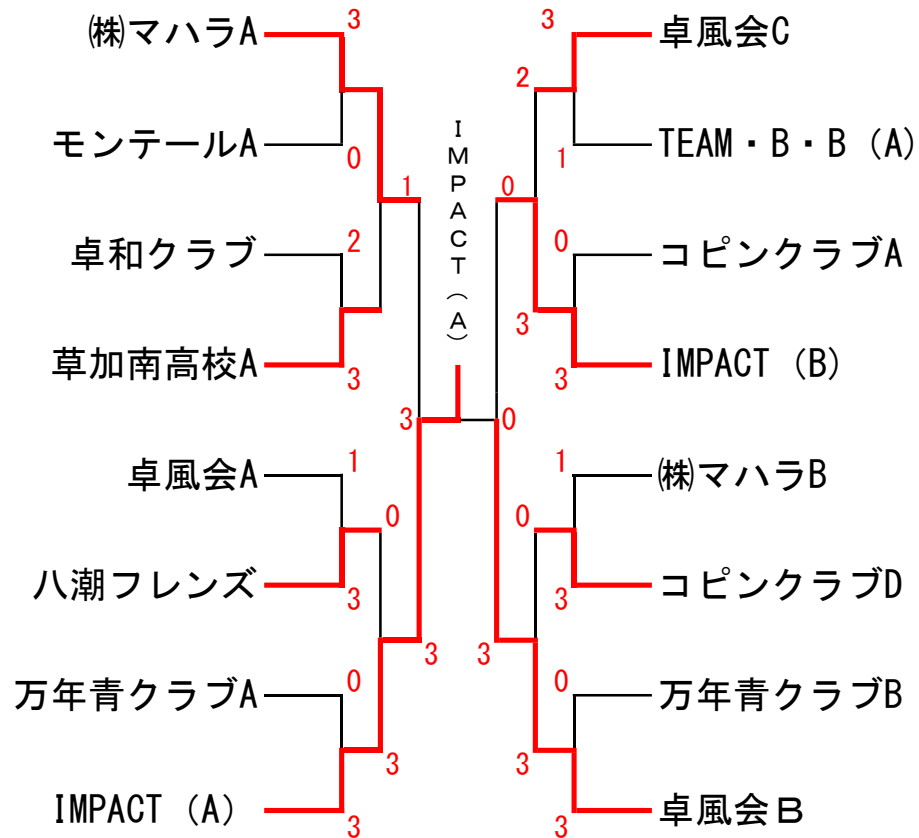 ㈱マハラA
3
モンテールA
0
1
卓和クラブ
2
草加南高校A
3
卓風会A
1
0
八潮フレンズ
3
3
万年青クラブA
0
3
IMPACT (A)
3
IMPACT(A)
3
卓風会C
3
2
TEAM・B・B (A)
1
0
コピンクラブA
0
3
IMPACT (B)
3
0
㈱マハラB
1
0
コピンクラブD
3
3
万年青クラブB
0
3
卓風会B
3